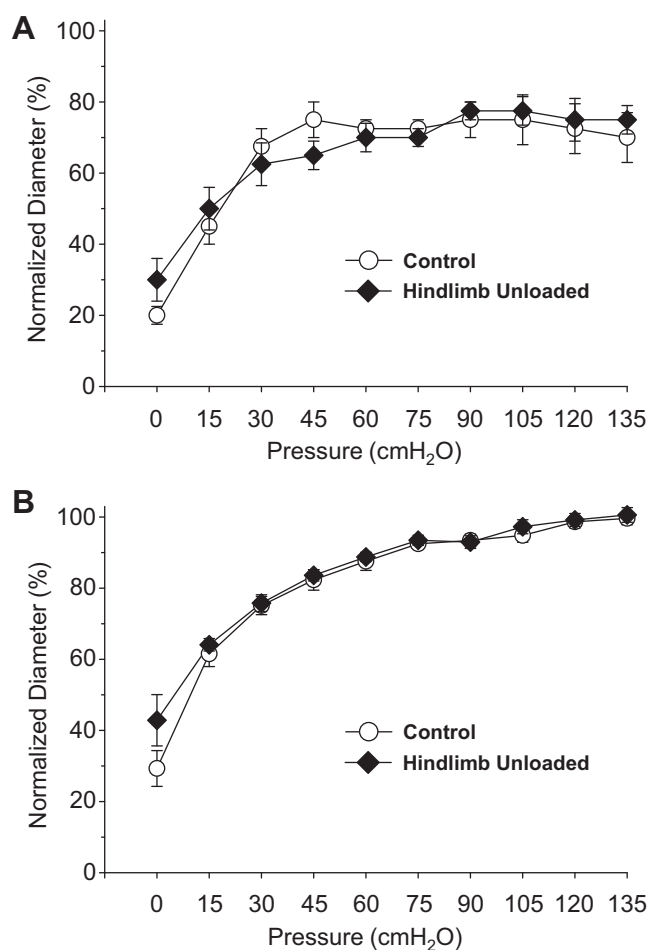 A
100
80
60
40
20
0
Normalized Diameter (%)
Control
Hindlimb Unloaded
0 15 30 45 60 75 90 105 120 135
Pressure (cmH₂O)
B
100
80
60
40
20
0
Normalized Diameter (%)
Control
Hindlimb Unloaded
0 15 30 45 60 75 90 105 120 135
Pressure (cmH₂O)